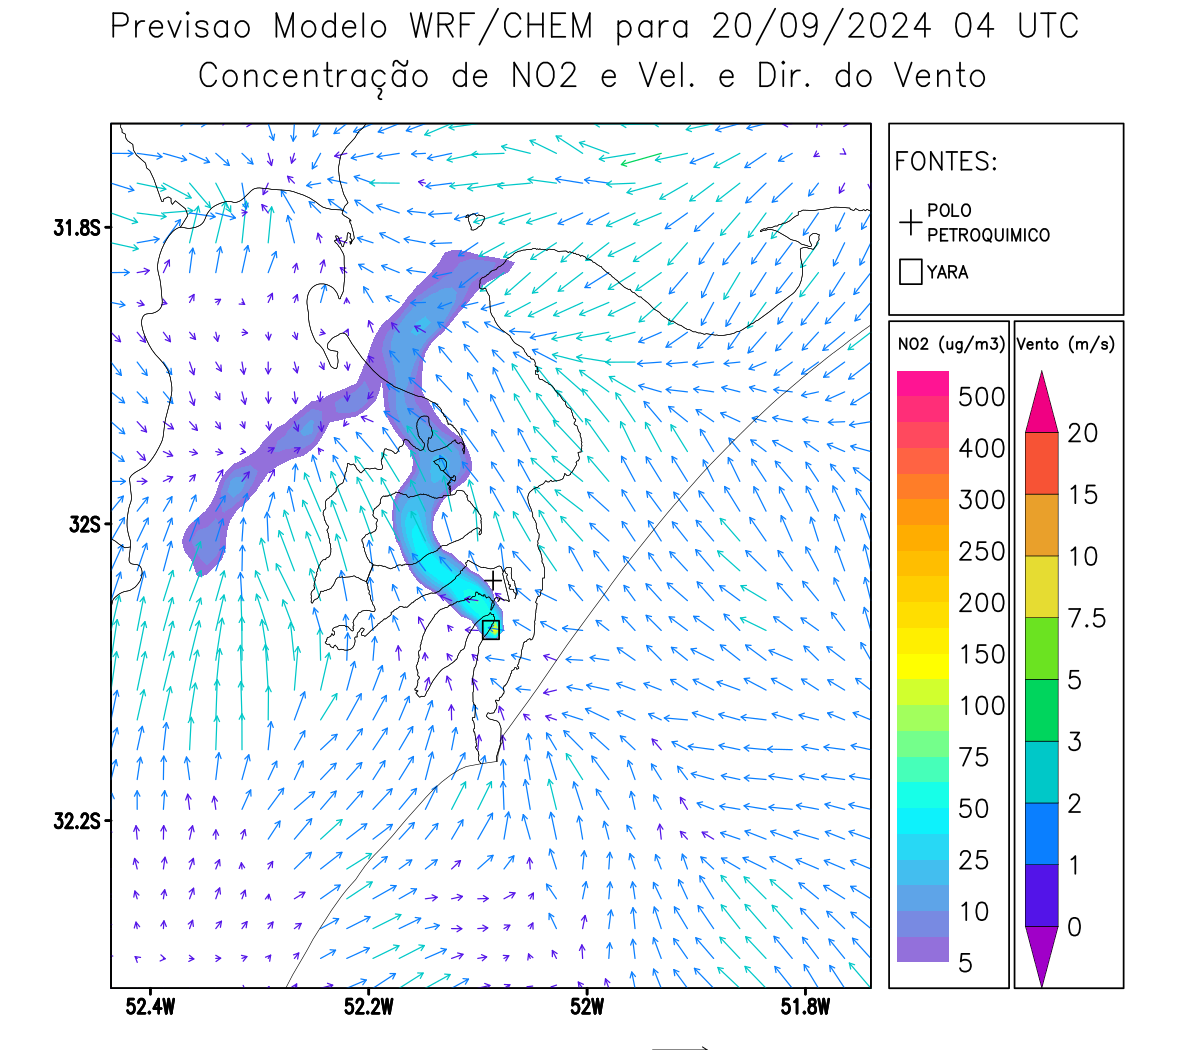 Previsao Modelo WRF/CHEM para 20/09/2024 04 UTC
Concentração de NO2 e Vel. e Dir. do Vento
FONTES:
POLO
PETROQUIMICO
YARA
31.8S
32S
32.2S
52.4W 52.2W 52W 51.8W
NO2 (ug/m3)
500
400
300
250
200
150
100
75
50
25
10
5
Vento (m/s)
20
15
10
7.5
5
3
2
1
0